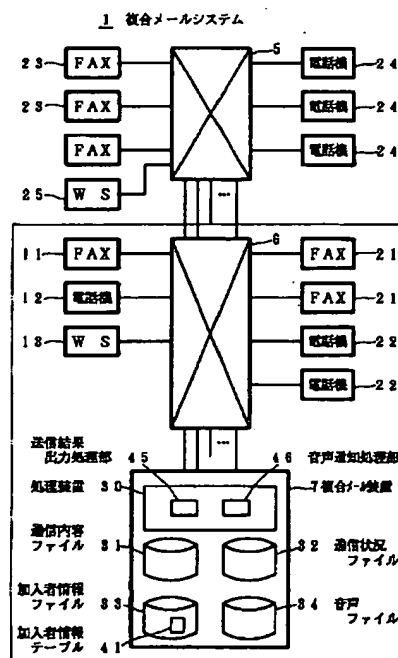 1 複合メールシステム
5
23 FAX
電話機 24
23 FAX
電話機 24
FAX
電話機 24
25 WS
…
6
11 FAX
FAX 21
12 電話機
FAX 21
13 WS
電話機 22
電話機 22
…
送信結果
出力処理部 45
46 音声通知処理部
処理装置 30
7 複合メール装置
通信内容
ファイル 31
32 通信状況
ファイル
加入者情報
ファイル 33
34 音声
ファイル
加入者情報
テーブル 41